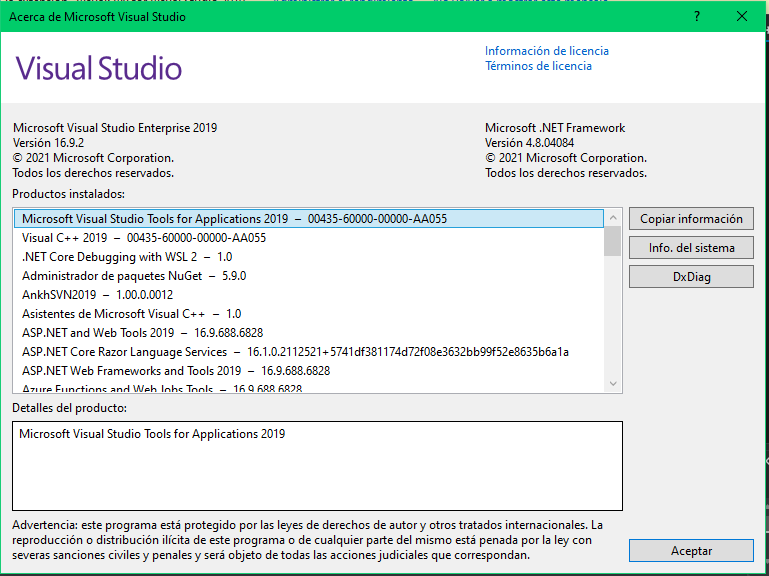 Acerca de Microsoft Visual Studio
?
Visual Studio
Información de licencia
Términos de licencia
Microsoft Visual Studio Enterprise 2019
Versión 16.9.2
© 2021 Microsoft Corporation.
Todos los derechos reservados.
Microsoft .NET Framework
Versión 4.8.04084
© 2021 Microsoft Corporation.
Todos los derechos reservados.
Productos instalados:
Microsoft Visual Studio Tools for Applications 2019 – 00435-60000-00000-AA055
Visual C++ 2019 – 00435-60000-00000-AA055
.NET Core Debugging with WSL 2 – 1.0
Administrador de paquetes NuGet – 5.9.0
AnkhSVN2019 – 1.00.0.0012
Asistentes de Microsoft Visual C++ – 1.0
ASP.NET and Web Tools 2019 – 16.9.688.6828
ASP.NET Core Razor Language Services – 16.1.0.2112521+5741df381174d72f08e3632bb99f52e8635b6a1a
ASP.NET Web Frameworks and Tools 2019 – 16.9.688.6828
Azure Functions and Web Jobs Tools – 16.9.688.6828
Copiar información
Info. del sistema
DxDiag
Detalles del producto:
Microsoft Visual Studio Tools for Applications 2019
Advertencia: este programa está protegido por las leyes de derechos de autor y otros tratados internacionales. La
reproducción o distribución ilícita de este programa o de cualquier parte del mismo está penada por la ley con
severas sanciones civiles y penales y será objeto de todas las acciones judiciales que correspondan.
Aceptar